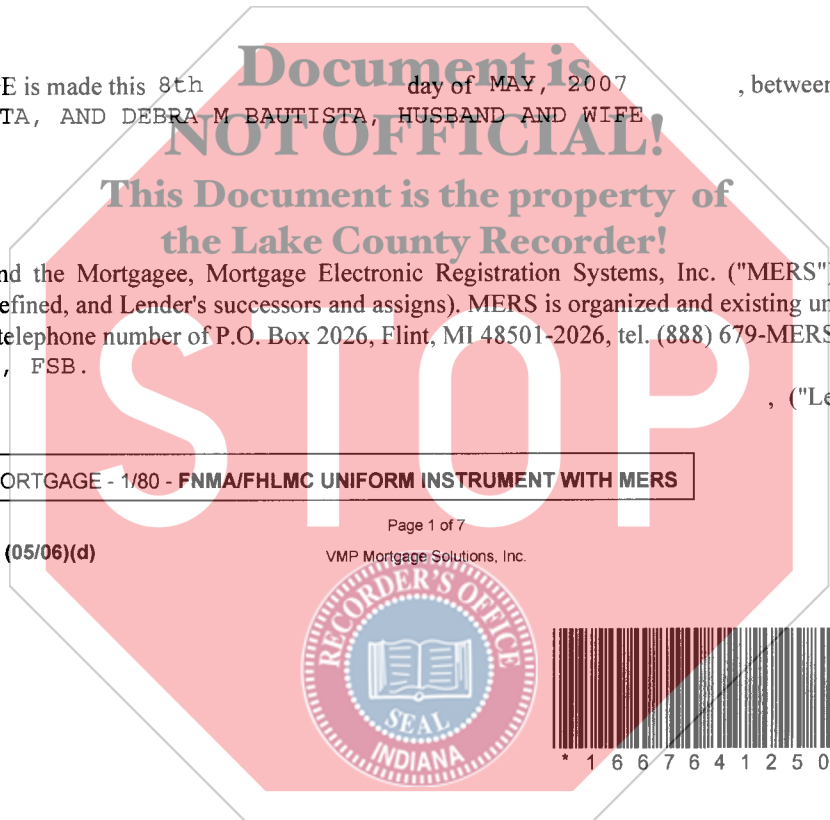 Document is
E is made this 8th day of MAY, 2007 , between
TA, AND DEBRA M BAUTISTA, HUSBAND AND WIFE
NOT OFFICIAL!
This Document is the property of
the Lake County Recorder!
nd the Mortgagee, Mortgage Electronic Registration Systems, Inc. ("MERS")
efined, and Lender's successors and assigns). MERS is organized and existing un
telephone number of P.O. Box 2026, Flint, MI 48501-2026, tel. (888) 679-MERS
, FSB.
, ("Le
STOP
ORTGAGE - 1/80 - FNMA/FHLMC UNIFORM INSTRUMENT WITH MERS
Page 1 of 7
(05/06)(d)
VMP Mortgage Solutions, Inc.
RECORDER'S OFFICE
SEAL
INDIANA
* 1 6 6 7 6 4 1 2 5 0